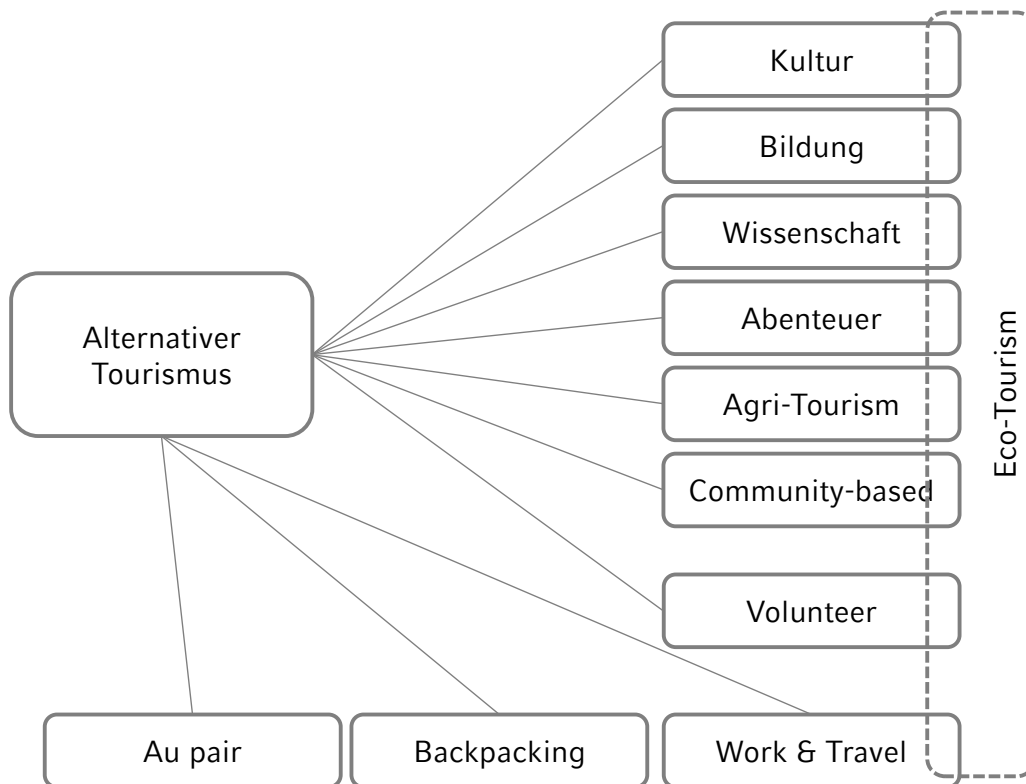 Kultur
Bildung
Wissenschaft
Abenteuer
Alternativer
Tourismus
Agri-Tourism
Eco-Tourism
Community-based
Volunteer
Au pair
Backpacking
Work & Travel